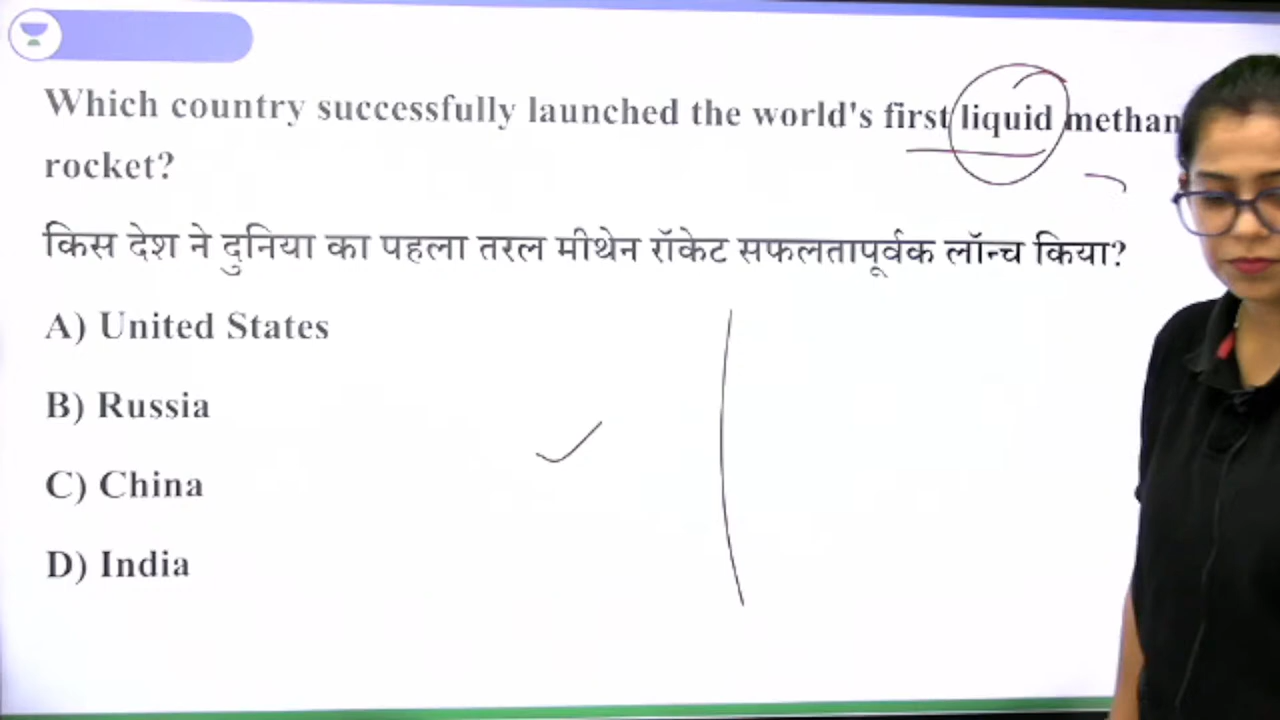 Which country successfully launched the world's first liquid methan
rocket?
किस देश ने दुनिया का पहला तरल मीथेन रॉकेट सफलतापूर्वक लॉन्च किया?
A) United States
B) Russia
C) China
D) India